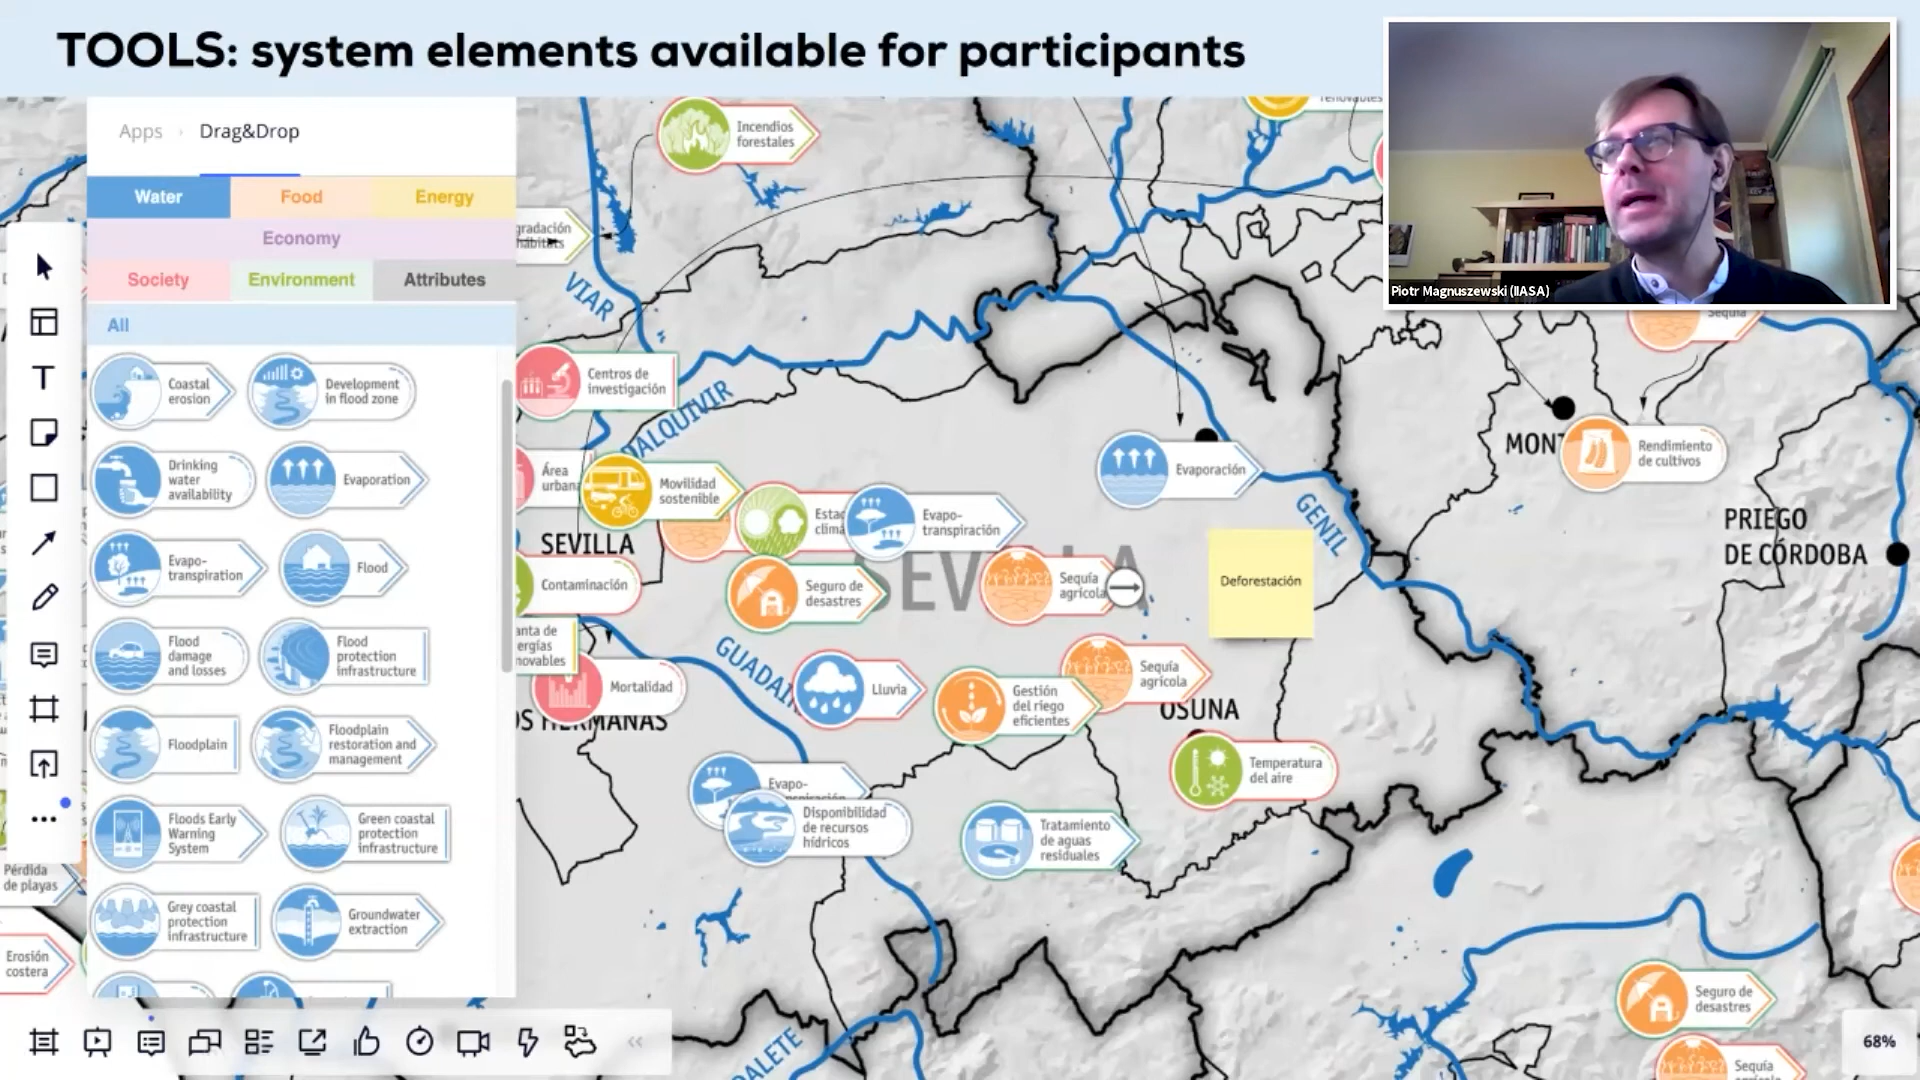 TOOLS: system elements available for participants
Apps › Drag&Drop
Water
Food
Energy
Economy
Society
Environment
Attributes
All
Coastal
erosion
Development
in flood zone
Drinking
water
availability
Evaporation
Evapo-
transpiration
Flood
Flood
damage
and losses
Flood
protection
infrastructure
Floodplain
Floodplain
restoration and
management
Floods Early
Warning
System
Green coastal
protection
infrastructure
Grey coastal
protection
infrastructure
Groundwater
extraction
Pérdida
de playas
Erosión
costera
Incendios
forestales
VIAR
Centros de
investigación
Área
Movilidad
sostenible
Evapo-
transpiración
SEVILLA
Contaminación
Seguro de
desastres
Sequía
agrícola
Mortalidad
Lluvia
Gestión
del riego
eficientes
Sequía
agrícola
OSUNA
Evapo-
Disponibilidad
de recursos
hídricos
Tratamiento
de aguas
residuales
Temperatura
del aire
Evaporación
GENIL
Deforestación
Rendimiento
de cultivos
PRIEGO
DE CÓRDOBA
Seguro de
desastres
Sequía
Piotr Magnuszewski (IIASA)
68%